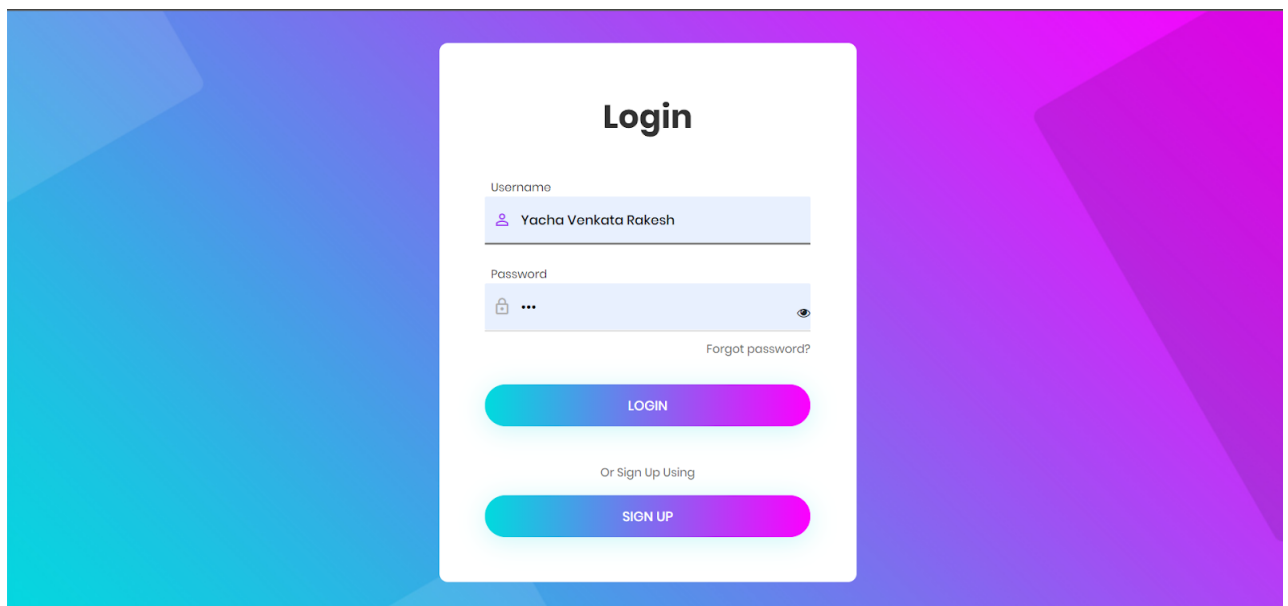 Login
Username
Yacha Venkata Rakesh
Password
•••
Forgot password?
LOGIN
Or Sign Up Using
SIGN UP